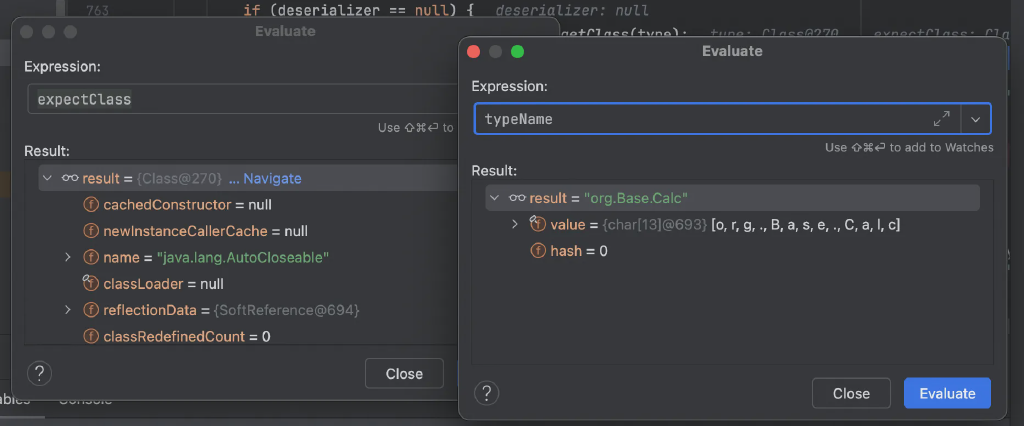 763 if (deserializer == null) { deserializer: null
getClass(type); type: Class@270 expectClass: Cla
Evaluate
Expression:
expectClass
Use ⇧⌘⏎ to
Result:
result = {Class@270} ... Navigate
cachedConstructor = null
newInstanceCallerCache = null
name = "java.lang.AutoCloseable"
classLoader = null
reflectionData = {SoftReference@694}
classRedefinedCount = 0
? Close
Console
Evaluate
Expression:
typeName
Use ⇧⌘⏎ to add to Watches
Result:
result = "org.Base.Calc"
value = {char[13]@693} [o, r, g, ., B, a, s, e, ., C, a, l, c]
hash = 0
? Close Evaluate